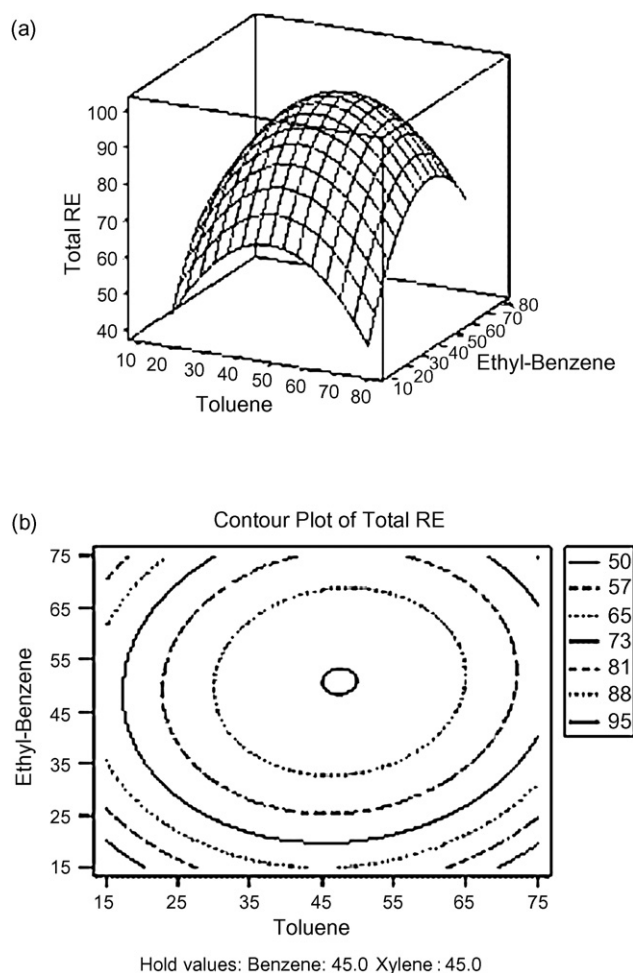 (a)
Total RE
100
90
80
70
60
50
40
10 20 30 40 50 60 70 80
Toluene
10 20 30 40 50 60 70 80
Ethyl-Benzene
(b)
Contour Plot of Total RE
Ethyl-Benzene
75
65
55
45
35
25
15
15 25 35 45 55 65 75
Toluene
50
57
65
73
81
88
95
Hold values: Benzene: 45.0 Xylene : 45.0